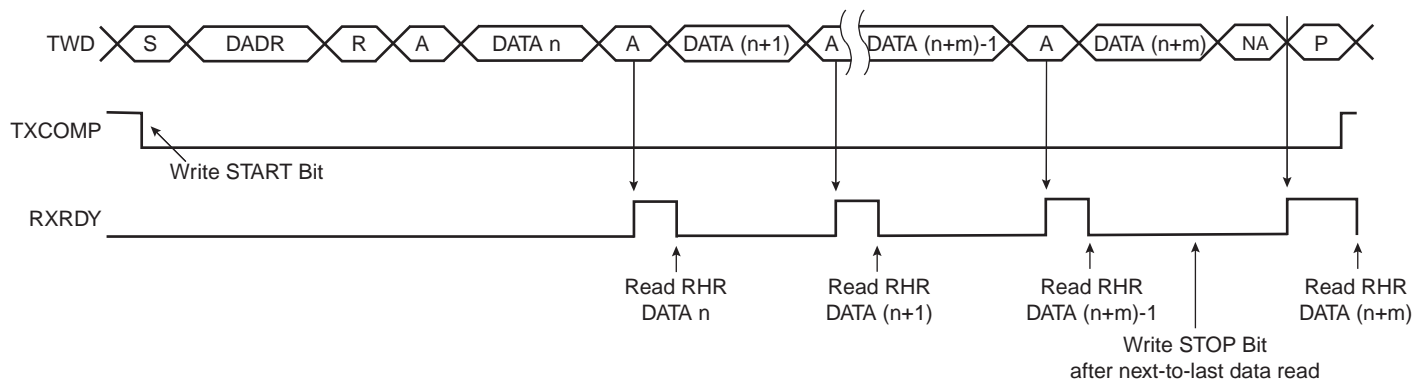 TWD S DADR R A DATA n A DATA (n+1) A DATA (n+m)-1 A DATA (n+m) NA P
TXCOMP
Write START Bit
RXRDY
Read RHR Read RHR Read RHR Read RHR
DATA n DATA (n+1) DATA (n+m)-1 DATA (n+m)
Write STOP Bit
after next-to-last data read